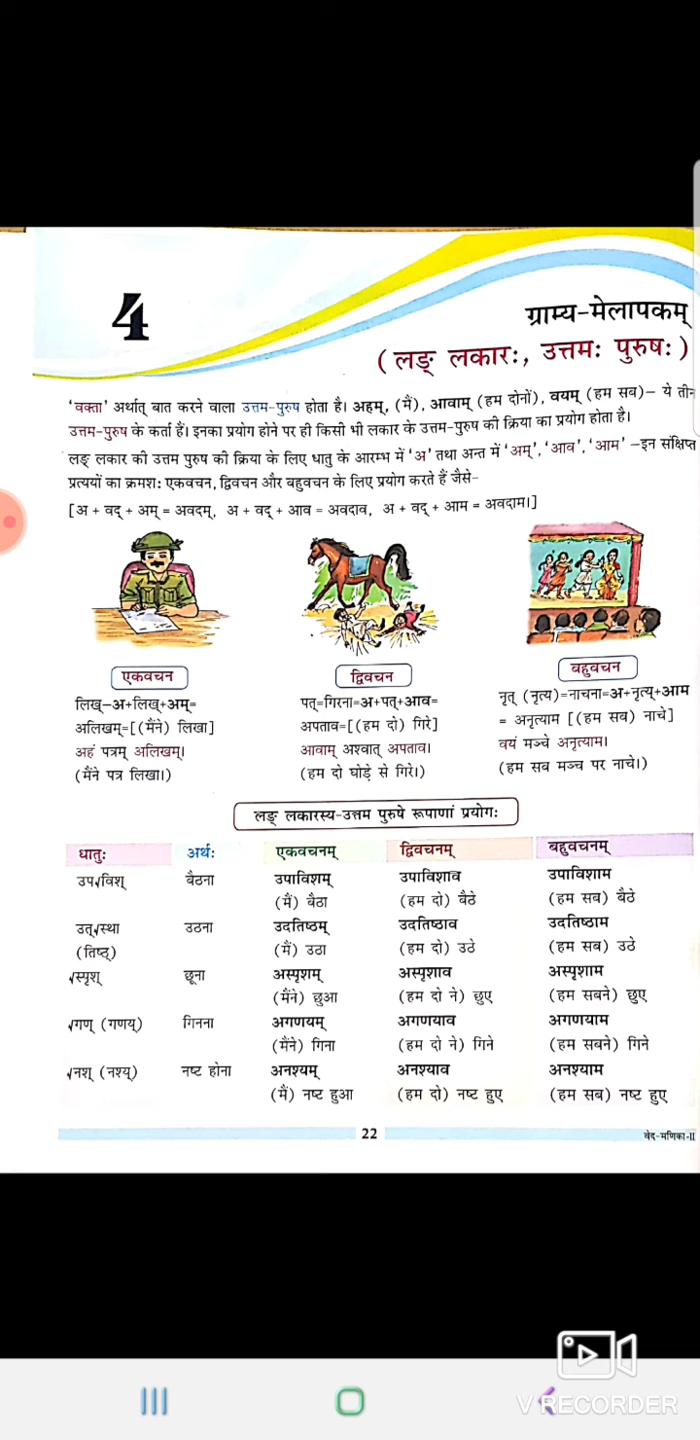 4
ग्राम्य-मेलापकम्
(लङ् लकारः, उत्तमः पुरुषः)
'वक्ता' अर्थात् बात करने वाला उत्तम-पुरुष होता है। अहम्, (मैं), आवाम् (हम दोनों), वयम् (हम सब)– ये तीन
उत्तम-पुरुष के कर्ता हैं। इनका प्रयोग होने पर ही किसी भी लकार के उत्तम-पुरुष की क्रिया का प्रयोग होता है।
लङ् लकार की उत्तम पुरुष की क्रिया के लिए धातु के आरम्भ में 'अ' तथा अन्त में 'अम्', 'आव', 'आम' –इन संक्षिप्त
प्रत्ययों का क्रमशः एकवचन, द्विवचन और बहुवचन के लिए प्रयोग करते हैं जैसे–
[अ + वद् + अम् = अवदम्, अ + वद् + आव = अवदाव, अ + वद् + आम = अवदाम।]
एकवचन
लिख्–अ+लिख्+अम्=
अलिखम्=[(मैंने) लिखा]
अहं पत्रम् अलिखम्।
(मैंने पत्र लिखा।)
द्विवचन
पत्=गिरना=अ+पत्+आव=
अपताव=[(हम दो) गिरे]
आवाम् अश्वात् अपताव।
(हम दो घोड़े से गिरे।)
बहुवचन
नृत् (नृत्य)=नाचना=अ+नृत्य्+आम
= अनृत्याम [(हम सब) नाचे]
वयं मञ्चे अनृत्याम।
(हम सब मञ्च पर नाचे।)
लङ् लकारस्य-उत्तम पुरुषे रूपाणां प्रयोगः
धातुः अर्थः एकवचनम् द्विवचनम् बहुवचनम्
उप√विश् बैठना उपाविशम् उपाविशाव उपाविशाम
(मैं) बैठा (हम दो) बैठे (हम सब) बैठे
उत्√स्था उठना उदतिष्ठम् उदतिष्ठाव उदतिष्ठाम
(तिष्ठ्) (मैं) उठा (हम दो) उठे (हम सब) उठे
√स्पृश् छूना अस्पृशम् अस्पृशाव अस्पृशाम
(मैंने) छुआ (हम दो ने) छुए (हम सबने) छुए
√गण् (गणय्) गिनना अगणयम् अगणयाव अगणयाम
(मैंने) गिना (हम दो ने) गिने (हम सबने) गिने
√नश् (नश्य्) नष्ट होना अनश्यम् अनश्याव अनश्याम
(मैं) नष्ट हुआ (हम दो) नष्ट हुए (हम सब) नष्ट हुए
22
वेद-मणिका-II
V RECORDER